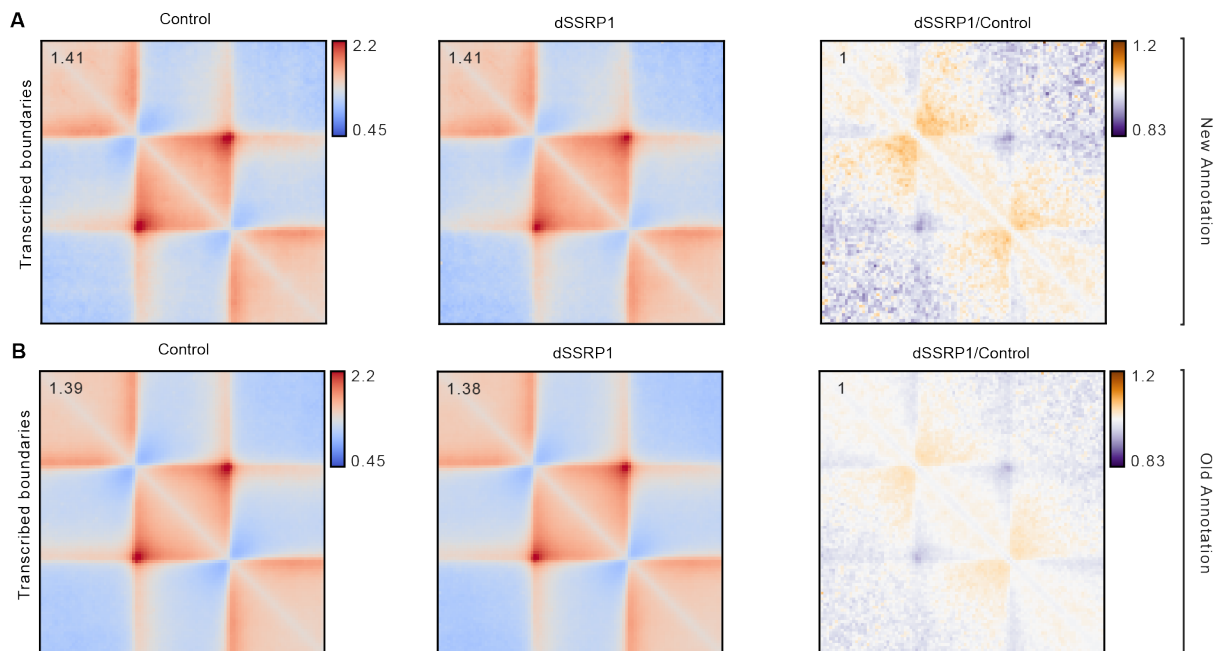 A
Control
dSSRP1
dSSRP1/Control
Transcribed boundaries
1.41
2.2
0.45
1.41
1
1.2
0.83
New Annotation
B
Control
dSSRP1
dSSRP1/Control
Transcribed boundaries
1.39
2.2
0.45
1.38
1
1.2
0.83
Old Annotation